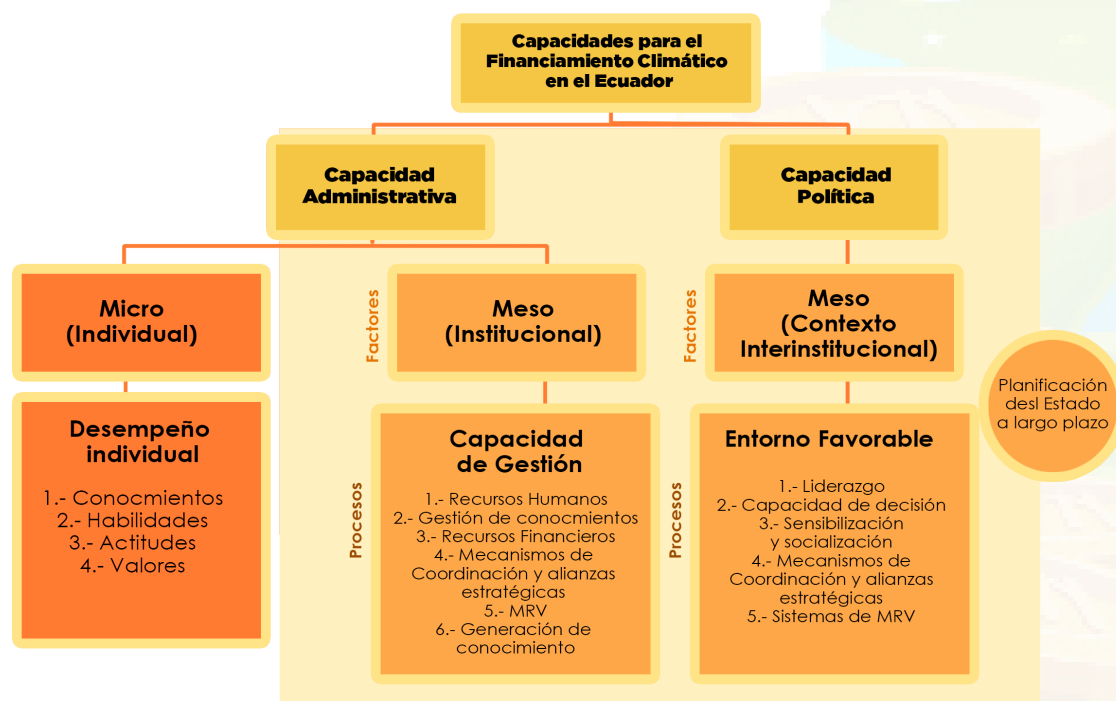 Capacidades para el
Financiamiento Climático
en el Ecuador
Capacidad
Administrativa
Capacidad
Política
Micro
(Individual)
Factores
Meso
(Institucional)
Factores
Meso
(Contexto
Interinstitucional)
Planificación
desl Estado
a largo plazo
Desempeño
individual
1.- Conocmientos
2.- Habilidades
3.- Actitudes
4.- Valores
Procesos
Capacidad
de Gestión
1.- Recursos Humanos
2.- Gestión de conocmientos
3.- Recursos Financieros
4.- Mecanismos de
Coordinación y alianzas
estratégicas
5.- MRV
6.- Generación de
conocimiento
Procesos
Entorno Favorable
1.- Liderazgo
2.- Capacidad de decisión
3.- Sensibilización
y socialización
4.- Mecanismos de
Coordinación y alianzas
estratégicas
5.- Sistemas de MRV